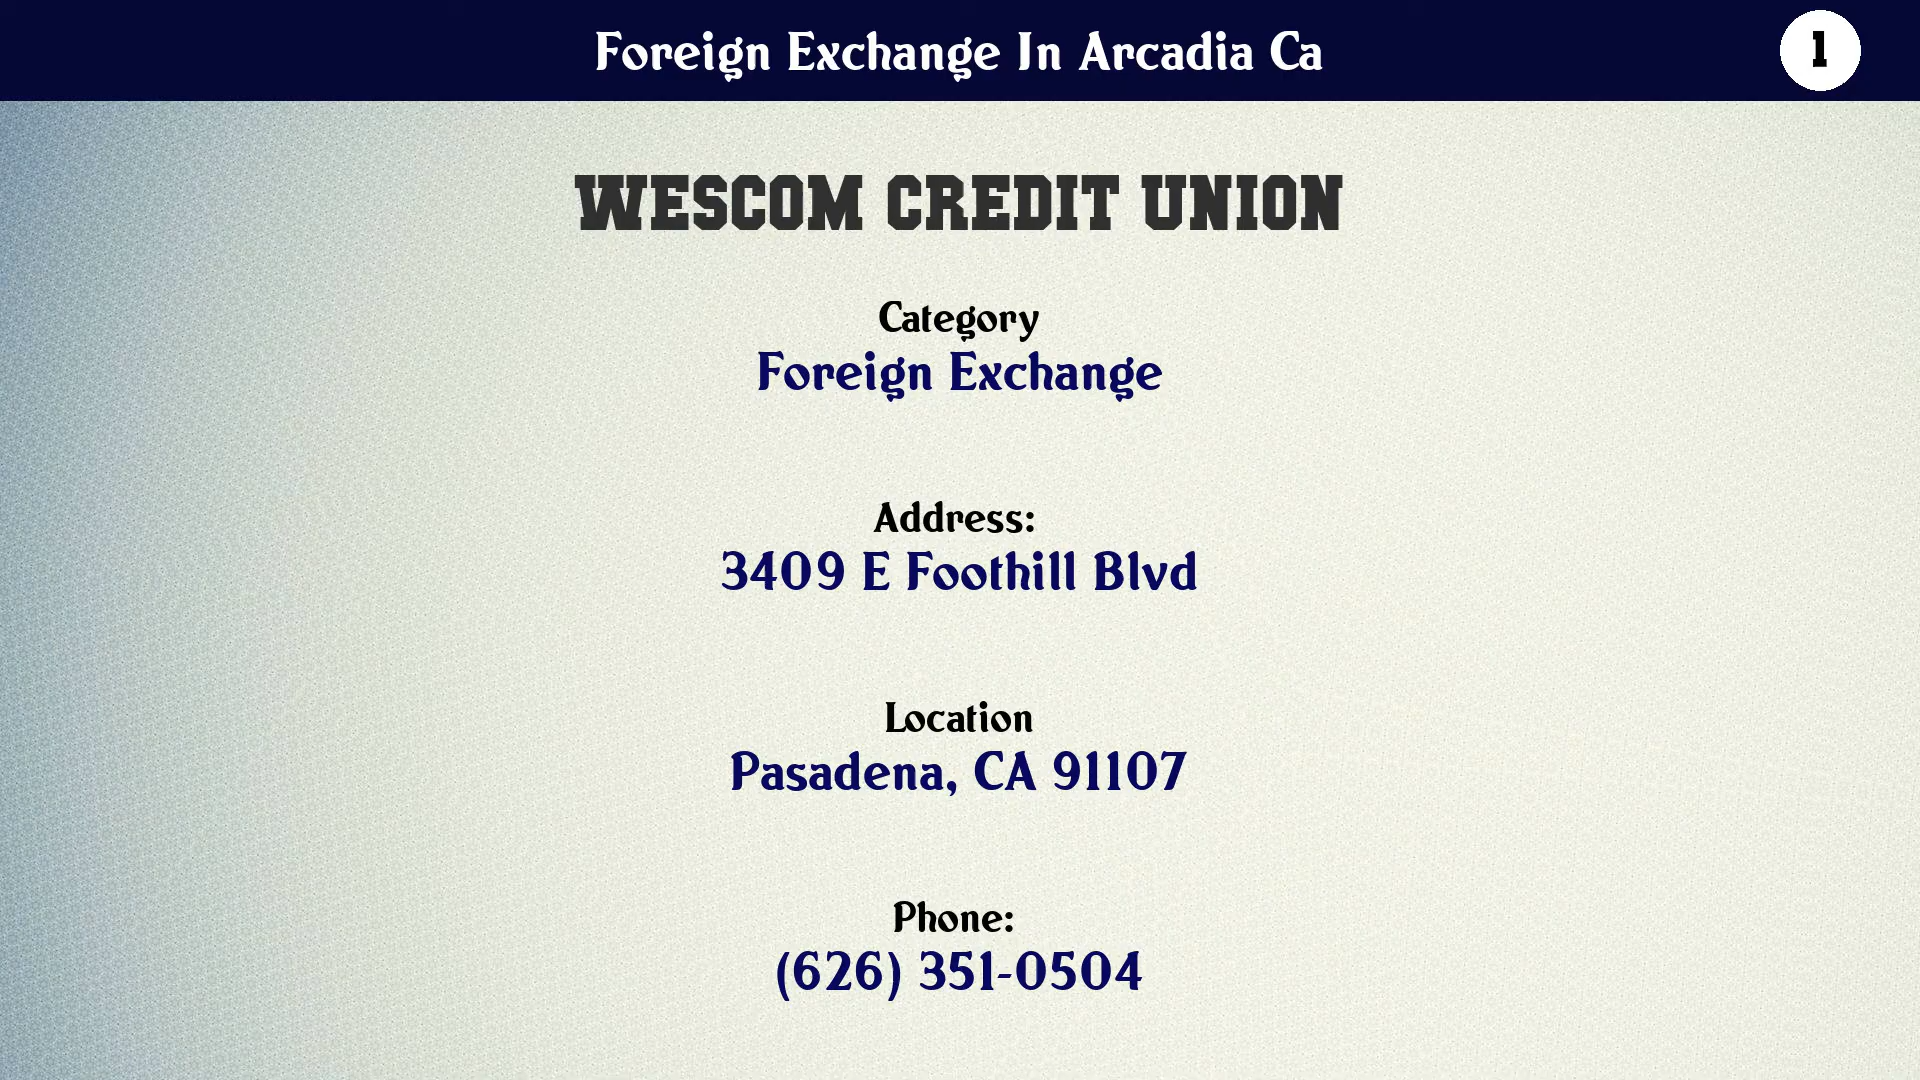 Foreign Exchange In Arcadia Ca
1
WESCOM CREDIT UNION
Category
Foreign Exchange
Address:
3409 E Foothill Blvd
Location
Pasadena, CA 91107
Phone:
(626) 351-0504